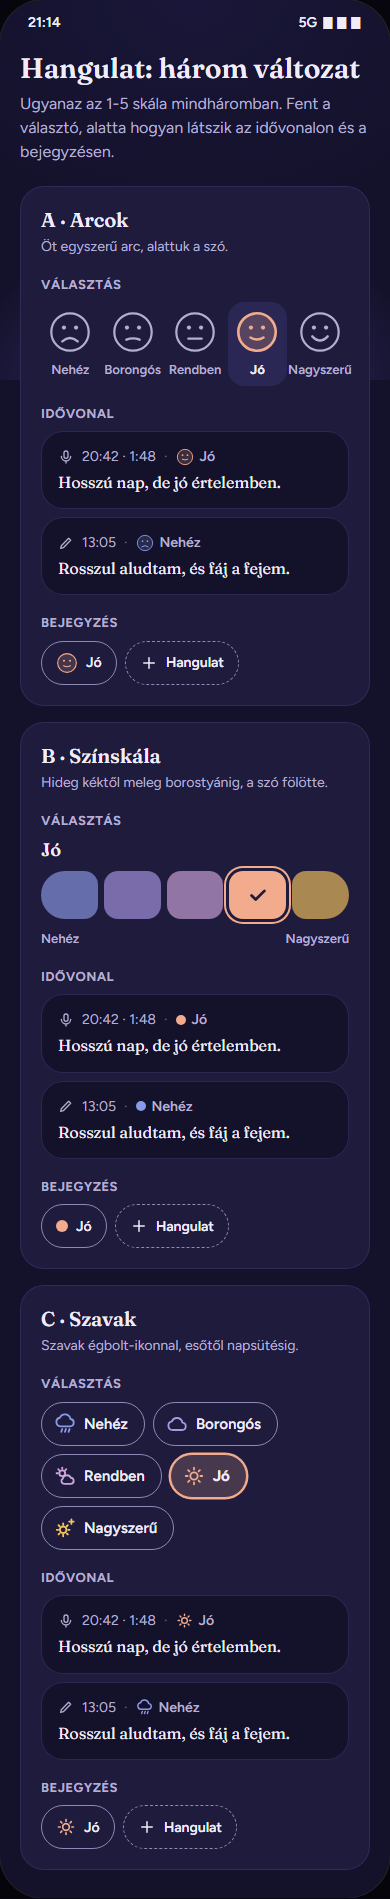 21:14
5G
Hangulat: három változat
Ugyanaz az 1-5 skála mindháromban. Fent a
választó, alatta hogyan látszik az idővonalon és a
bejegyzésen.
A · Arcok
Öt egyszerű arc, alattuk a szó.
VÁLASZTÁS
Nehéz Borongós Rendben Jó Nagyszerű
IDŐVONAL
20:42 · 1:48 · Jó
Hosszú nap, de jó értelemben.
13:05 · Nehéz
Rosszul aludtam, és fáj a fejem.
BEJEGYZÉS
Jó + Hangulat
B · Színskála
Hideg kéktől meleg borostyánig, a szó fölötte.
VÁLASZTÁS
Jó
Nehéz Nagyszerű
IDŐVONAL
20:42 · 1:48 · Jó
Hosszú nap, de jó értelemben.
13:05 · Nehéz
Rosszul aludtam, és fáj a fejem.
BEJEGYZÉS
Jó + Hangulat
C · Szavak
Szavak égbolt-ikonnal, esőtől napsütésig.
VÁLASZTÁS
Nehéz Borongós
Rendben Jó
Nagyszerű
IDŐVONAL
20:42 · 1:48 · Jó
Hosszú nap, de jó értelemben.
13:05 · Nehéz
Rosszul aludtam, és fáj a fejem.
BEJEGYZÉS
Jó + Hangulat